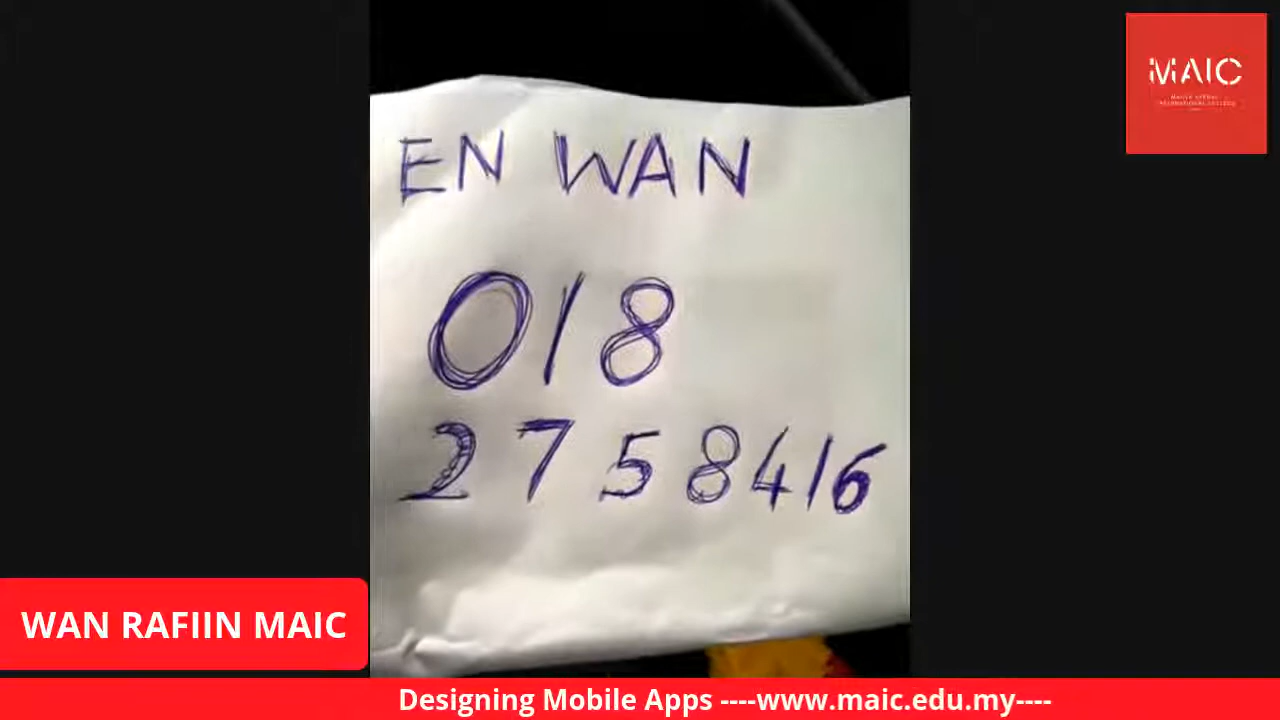 MAIC
EN WAN
018
2758416
WAN RAFIIN MAIC
Designing Mobile Apps ----www.maic.edu.my----